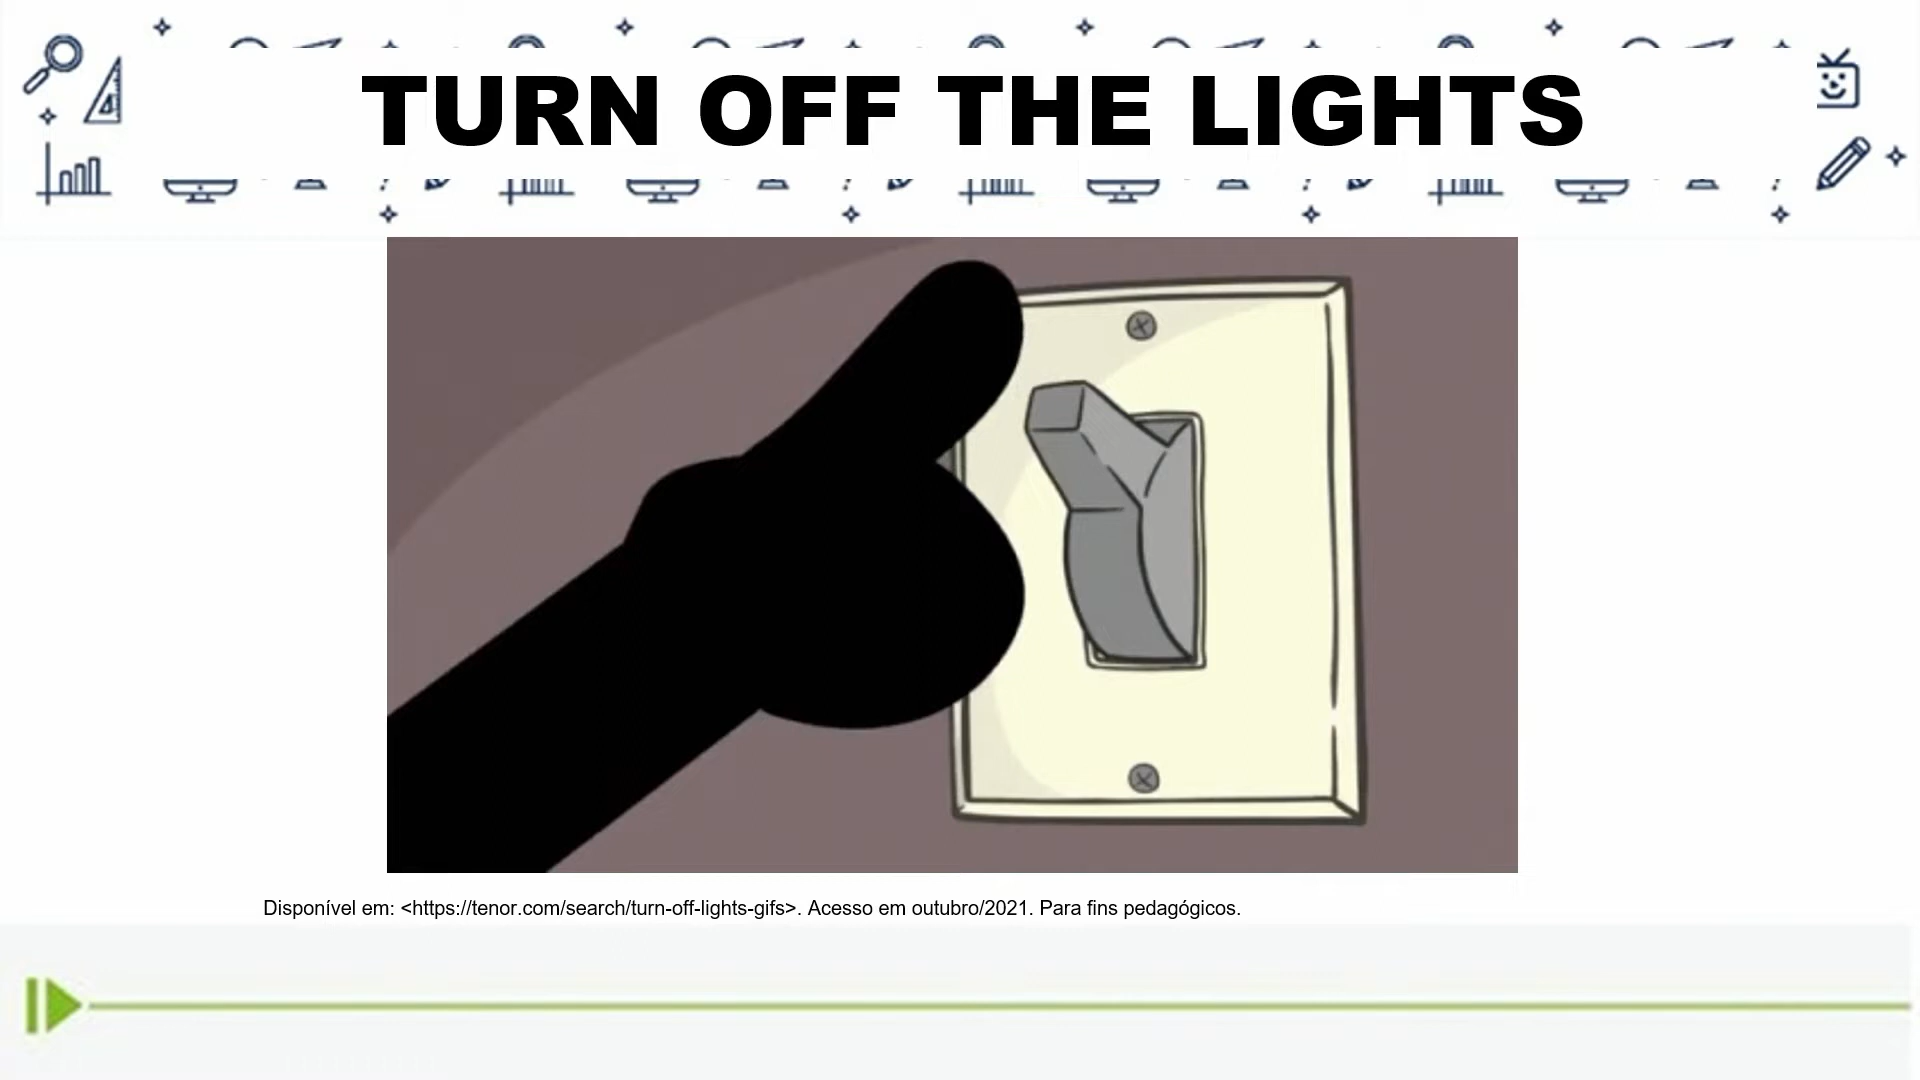 TURN OFF THE LIGHTS
Disponível em: <https://tenor.com/search/turn-off-lights-gifs>. Acesso em outubro/2021. Para fins pedagógicos.